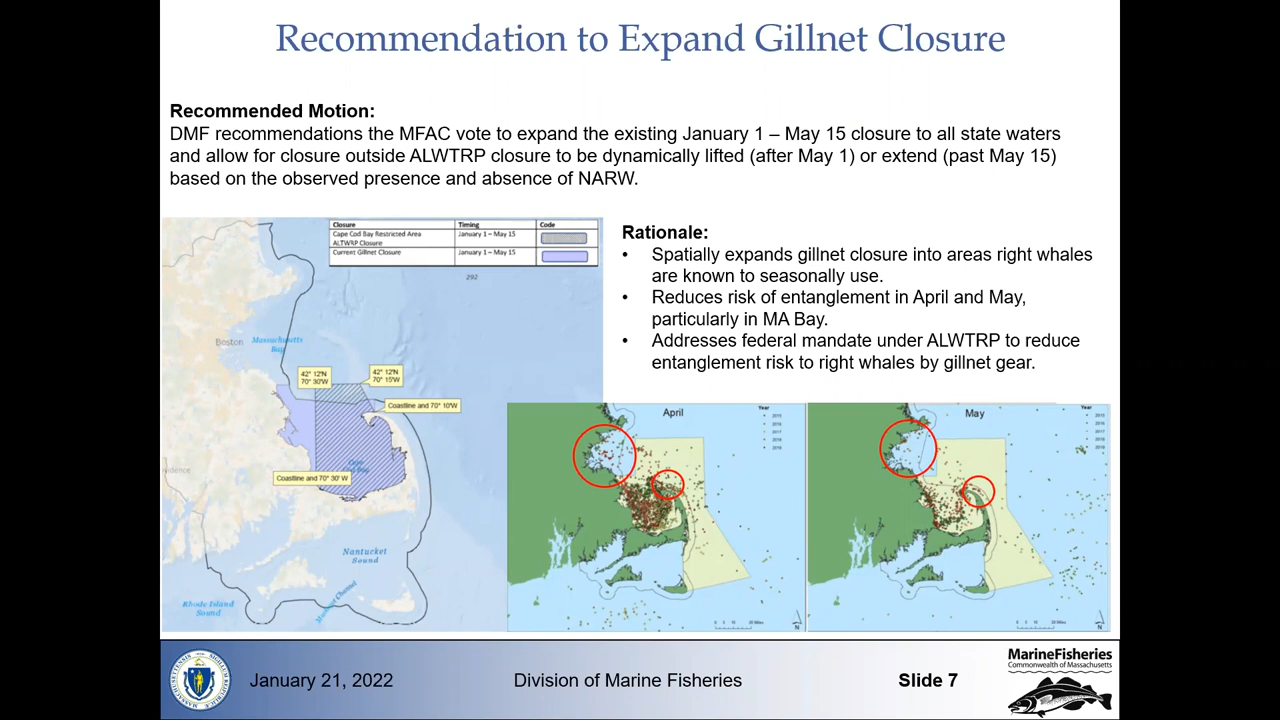 Recommendation to Expand Gillnet Closure
Recommended Motion:
DMF recommendations the MFAC vote to expand the existing January 1 – May 15 closure to all state waters
and allow for closure outside ALWTRP closure to be dynamically lifted (after May 1) or extend (past May 15)
based on the observed presence and absence of NARW.
Closure Timing Code
Cape Cod Bay Restricted Area January 1 – May 15
ALTWRP Closure
Current Gillnet Closure January 1 – May 15
292
Boston
Massachusetts
Bay
42° 12'N
70° 30'W
42° 12'N
70° 15'W
Coastline and 70° 10'W
Coastline and 70° 30' W
Nantucket
Sound
Rhode Island
Sound
Rationale:
• Spatially expands gillnet closure into areas right whales
are known to seasonally use.
• Reduces risk of entanglement in April and May,
particularly in MA Bay.
• Addresses federal mandate under ALWTRP to reduce
entanglement risk to right whales by gillnet gear.
April
Year
May
Year
N
N
January 21, 2022
Division of Marine Fisheries
Slide 7
MarineFisheries
Commonwealth of Massachusetts